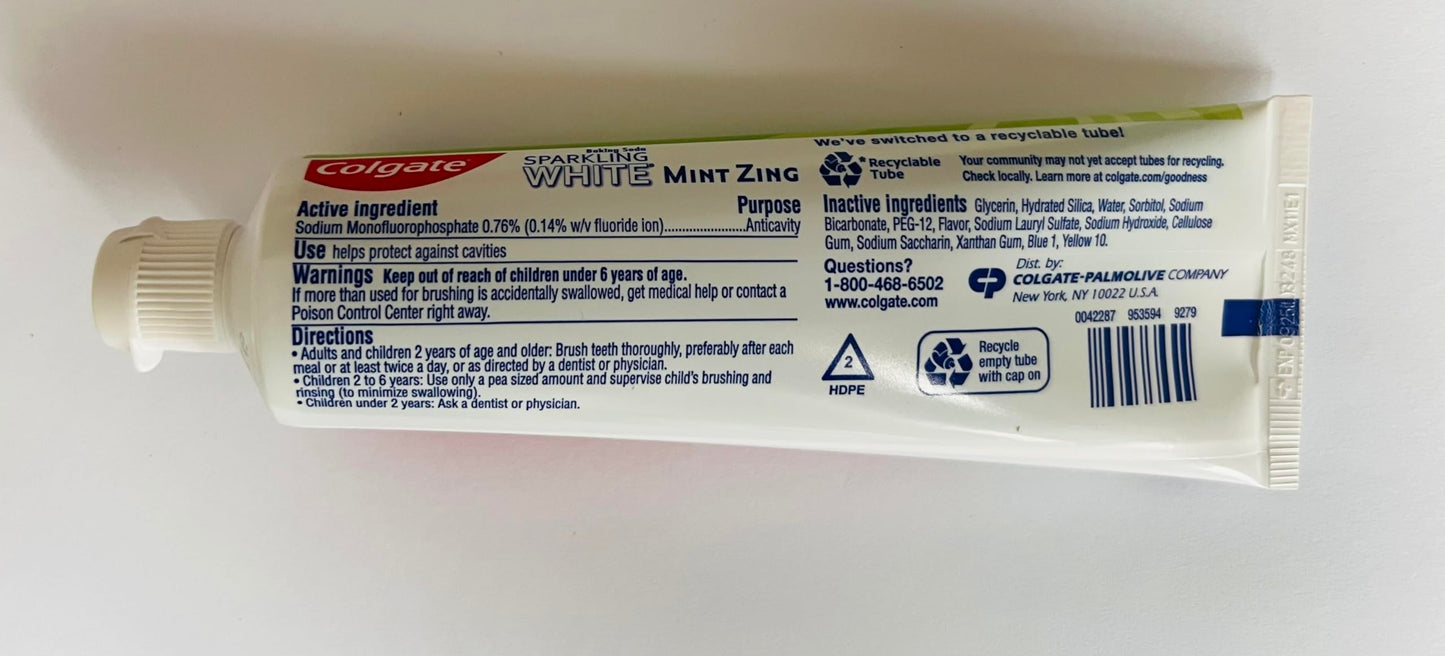 We've switched to a recyclable tube!
Colgate
Baking Soda
SPARKLING
WHITE® MINT ZING
Active ingredient Purpose
Sodium Monofluorophosphate 0.76% (0.14% w/v fluoride ion).......................Anticavity
Use helps protect against cavities
Warnings Keep out of reach of children under 6 years of age.
If more than used for brushing is accidentally swallowed, get medical help or contact a
Poison Control Center right away.
Directions
• Adults and children 2 years of age and older: Brush teeth thoroughly, preferably after each
meal or at least twice a day, or as directed by a dentist or physician.
• Children 2 to 6 years: Use only a pea sized amount and supervise child's brushing and
rinsing (to minimize swallowing).
• Children under 2 years: Ask a dentist or physician.
*Recyclable
Tube
Your community may not yet accept tubes for recycling.
Check locally. Learn more at colgate.com/goodness
Inactive ingredients Glycerin, Hydrated Silica, Water, Sorbitol, Sodium
Bicarbonate, PEG-12, Flavor, Sodium Lauryl Sulfate, Sodium Hydroxide, Cellulose
Gum, Sodium Saccharin, Xanthan Gum, Blue 1, Yellow 10.
Questions?
1-800-468-6502
www.colgate.com
CP
Dist. by:
COLGATE-PALMOLIVE COMPANY
New York, NY 10022 U.S.A.
2
HDPE
Recycle
empty tube
with cap on
0042287 953594 9279
EXP MX11E1